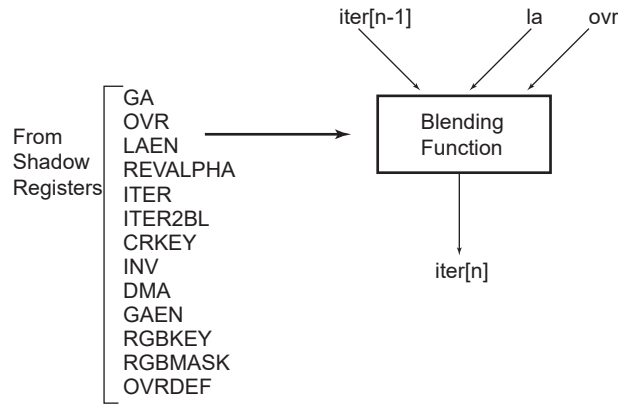 iter[n-1]
la
ovr
From
Shadow
Registers
GA
OVR
LAEN
REVALPHA
ITER
ITER2BL
CRKEY
INV
DMA
GAEN
RGBKEY
RGBMASK
OVRDEF
Blending
Function
iter[n]